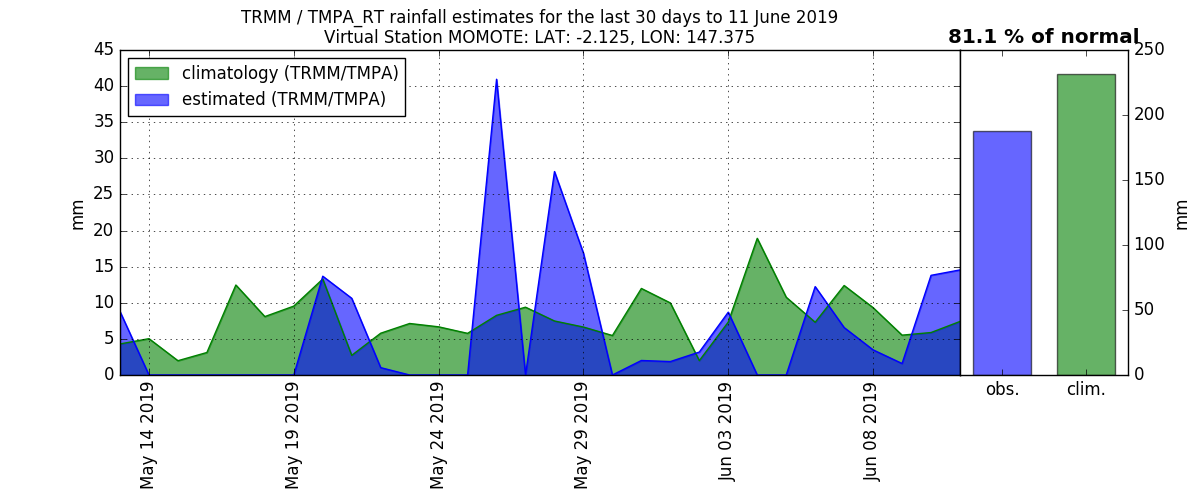 TRMM / TMPA_RT rainfall estimates for the last 30 days to 11 June 2019
Virtual Station MOMOTE: LAT: -2.125, LON: 147.375
81.1 % of normal
climatology (TRMM/TMPA)
estimated (TRMM/TMPA)
45
40
35
30
25
20
15
10
5
0
mm
May 14 2019
May 19 2019
May 24 2019
May 29 2019
Jun 03 2019
Jun 08 2019
obs.
clim.
250
200
150
100
50
0
mm